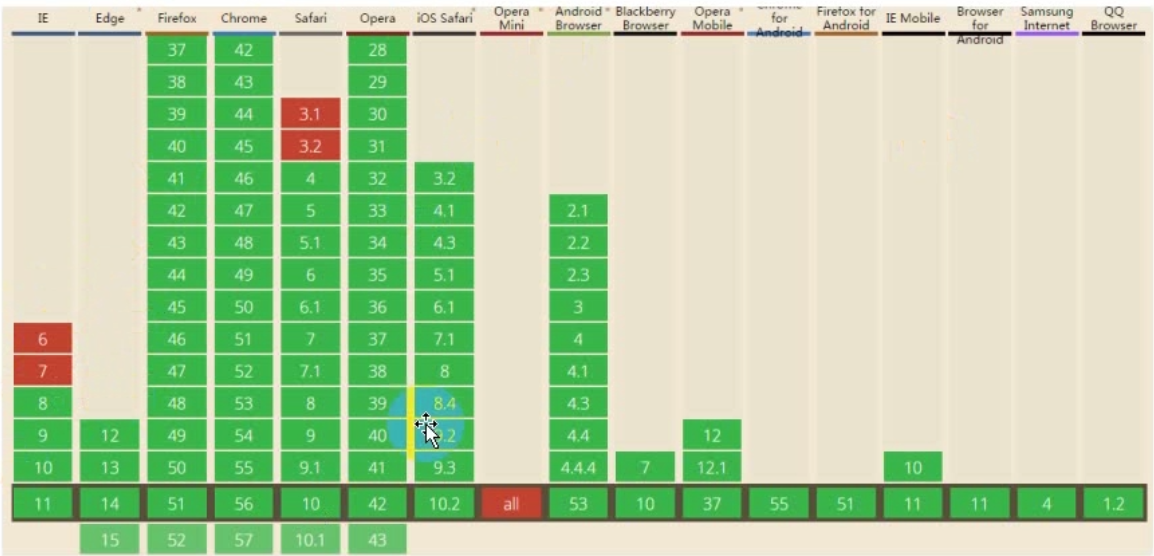 IE Edge Firefox Chrome Safari Opera iOS Safari Opera Mini Android Browser Blackberry Browser Opera Mobile Chrome for Android Firefox for Android IE Mobile Browser for Android Samsung Internet QQ Browser
37 42 28
38 43 29
39 44 3.1 30
40 45 3.2 31
41 46 4 32 3.2
42 47 5 33 4.1 2.1
43 48 5.1 34 4.3 2.2
44 49 6 35 5.1 2.3
45 50 6.1 36 6.1 3
6 46 51 7 37 7.1 4
7 47 52 7.1 38 8 4.1
8 48 53 8 39 8.4 4.3
9 12 49 54 9 40 .2 4.4 12
10 13 50 55 9.1 41 9.3 4.4.4 7 12.1 10
11 14 51 56 10 42 10.2 all 53 10 37 55 51 11 11 4 1.2
15 52 57 10.1 43